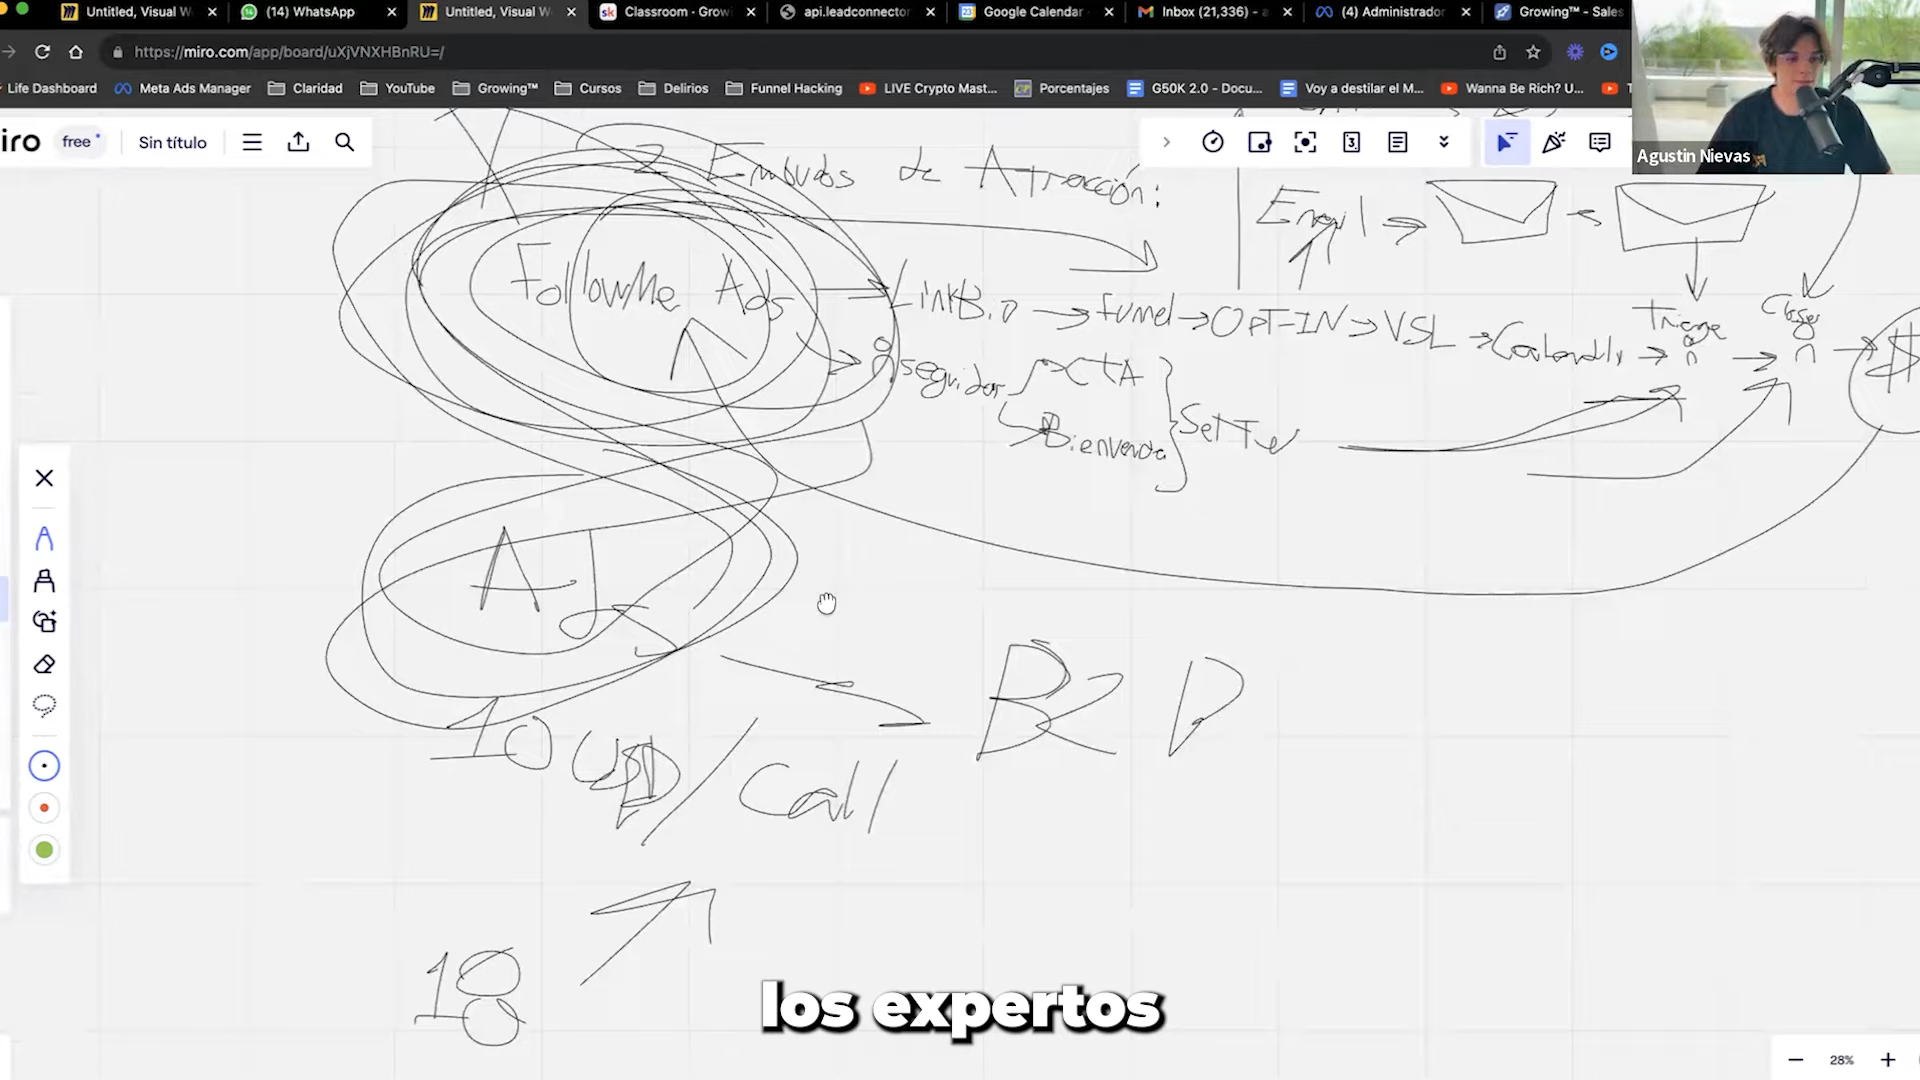 Untitled, Visual W
(14) WhatsApp
Untitled, Visual W
Classroom - Growi
api.leadconnector
Google Calendar
Inbox (21,336) - a
(4) Administrador
Growing™ - Sales
https://miro.com/app/board/uXjVNXHBnRU=/
Life Dashboard
Meta Ads Manager
Claridad
YouTube
Growing™
Cursos
Delirios
Funnel Hacking
LIVE Crypto Mast...
Porcentajes
G50K 2.0 - Docu...
Voy a destilar el M...
Wanna Be Rich? U...
Agustin Nievas
iro
free
Sin título
2 Embudos de Atracción:
Email
FollowMe Ads
LinkBio
funnel
OPT-IN
VSL
Calendly
Triage
Closer
$
seguidor
CTA
Bienvenida
Setter
Ad
B2
10 USD/Call
18
los expertos
28%